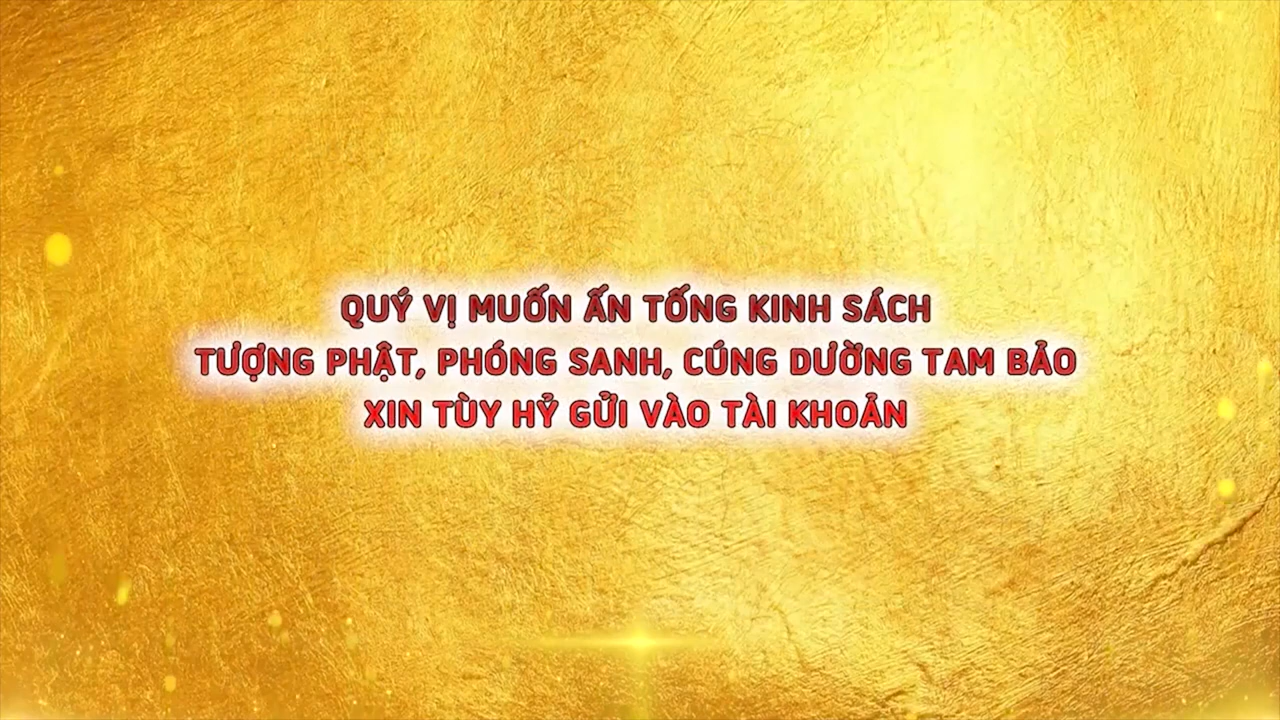 QUÝ VỊ MUỐN ẤN TỐNG KINH SÁCH
TƯỢNG PHẬT, PHÓNG SANH, CÚNG DƯỜNG TAM BẢO
XIN TÙY HỶ GỬI VÀO TÀI KHOẢN